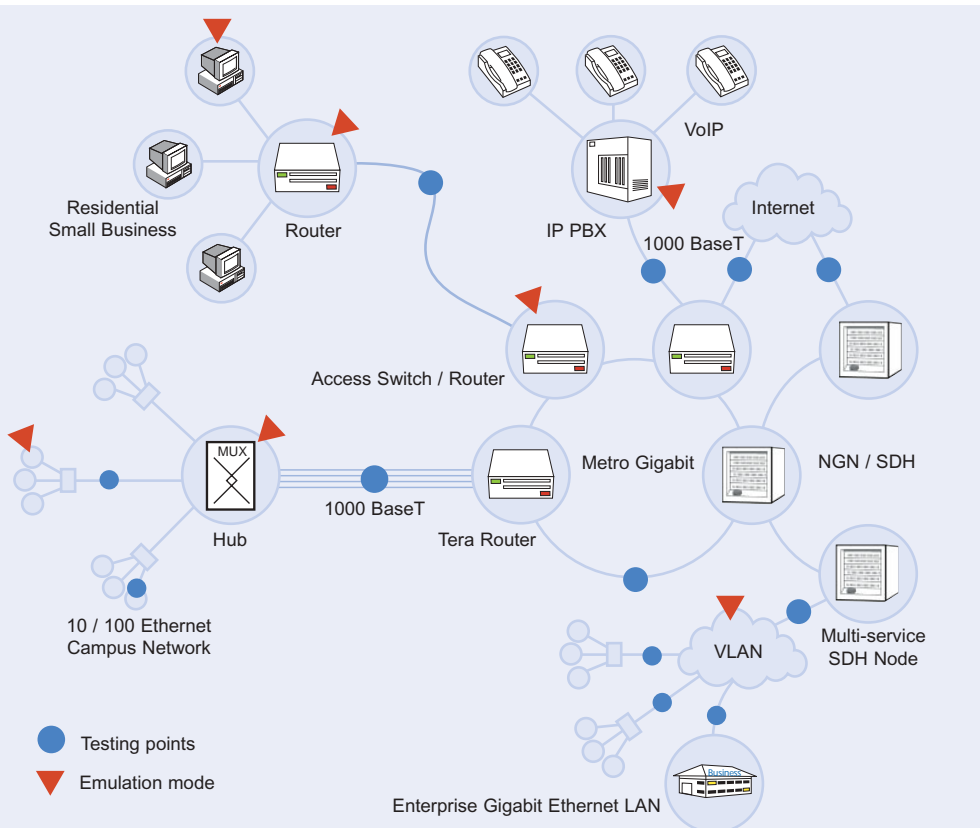 VoIP
Residential
Small Business
Router
IP PBX
Internet
1000 BaseT
Access Switch / Router
MUX
Hub
1000 BaseT
Tera Router
Metro Gigabit
NGN / SDH
10 / 100 Ethernet
Campus Network
VLAN
Multi-service
SDH Node
Testing points
Emulation mode
Business
Enterprise Gigabit Ethernet LAN